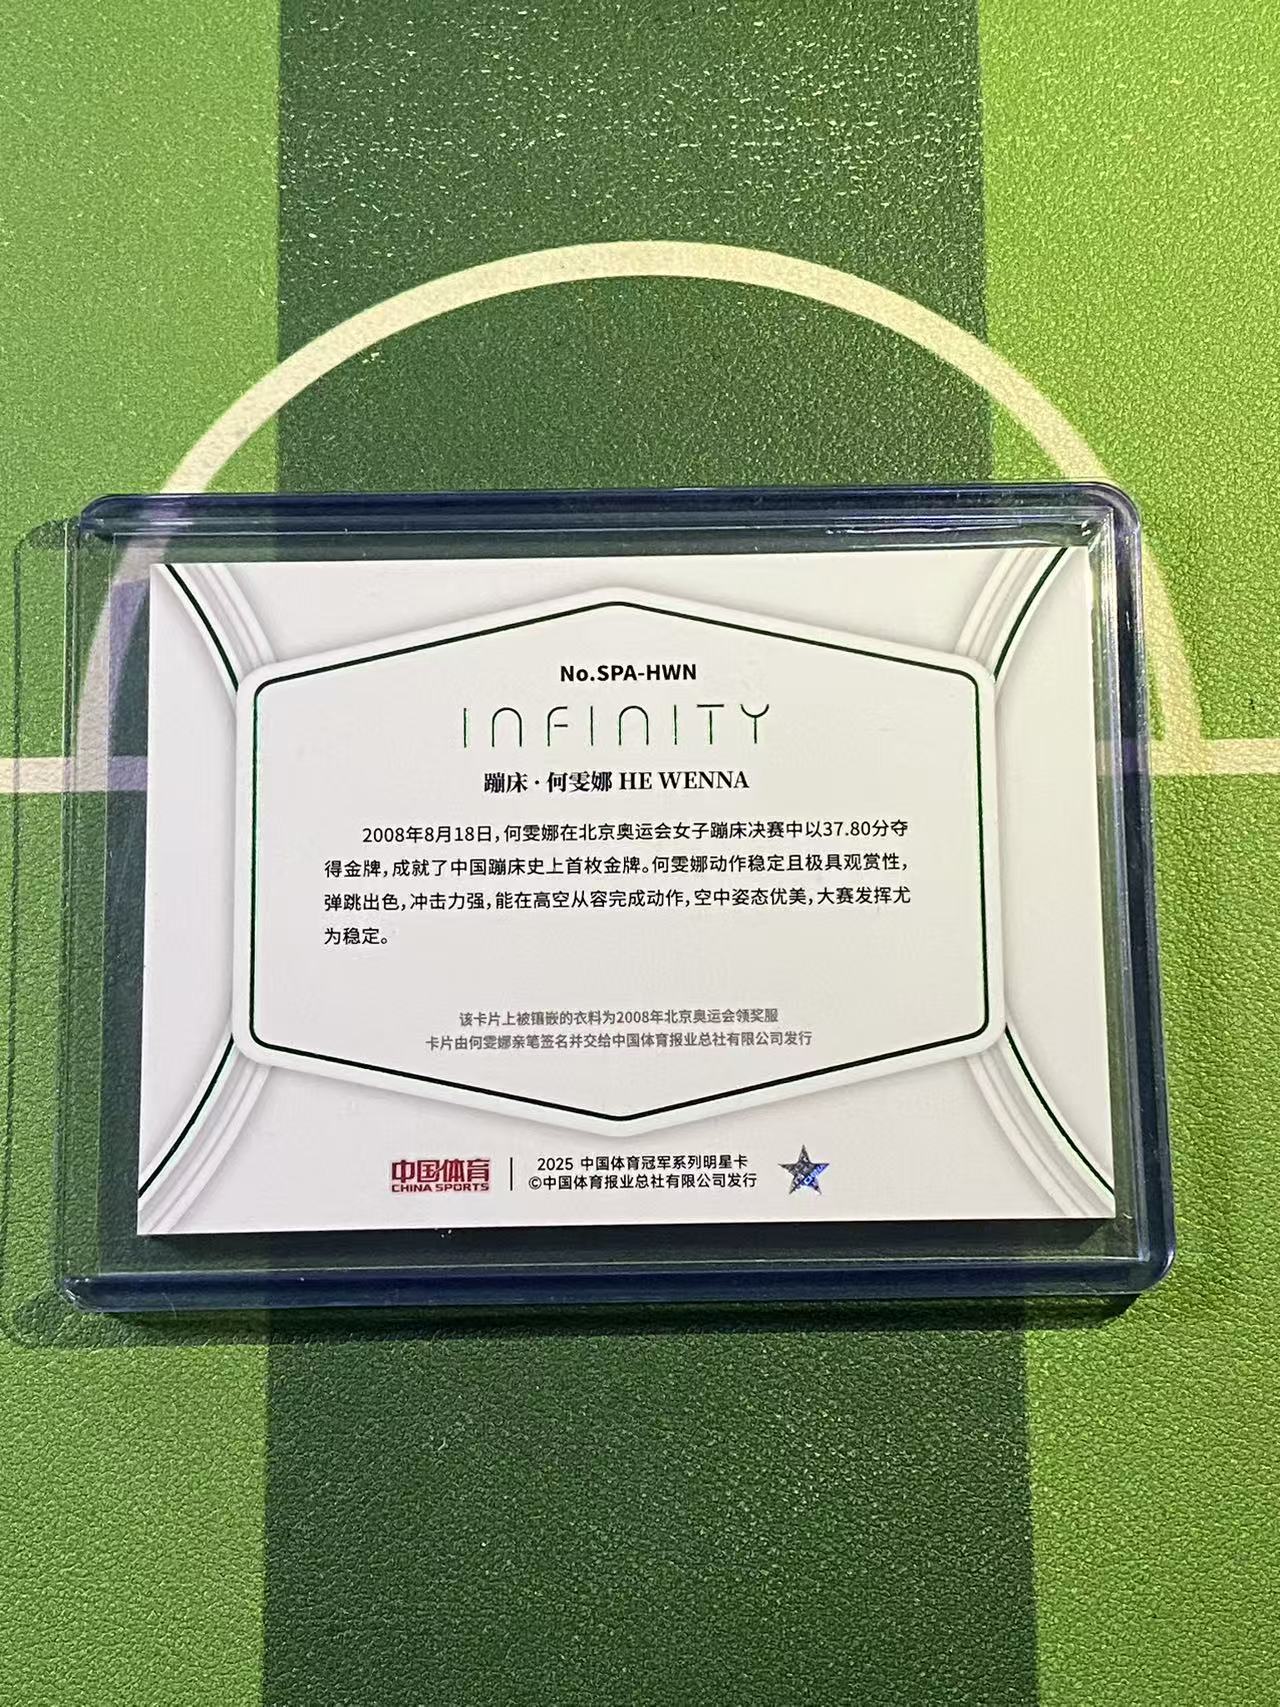 No.SPA-HWN
INFINITY
蹦床·何雯娜 HE WENNA
2008年8月18日,何雯娜在北京奥运会女子蹦床决赛中以37.80分夺
得金牌,成就了中国蹦床史上首枚金牌。何雯娜动作稳定且极具观赏性,
弹跳出色,冲击力强,能在高空从容完成动作,空中姿态优美,大赛发挥尤
为稳定。
该卡片上被镶嵌的衣料为2008年北京奥运会领奖服
卡片由何雯娜亲笔签名并交给中国体育报业总社有限公司发行
中国体育
CHINA SPORTS
2025 中国体育冠军系列明星卡
©中国体育报业总社有限公司发行